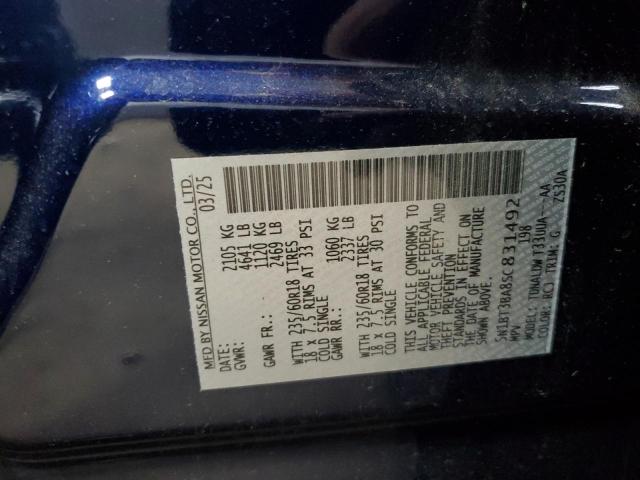 MFD BY NISSAN MOTOR CO., LTD.
DATE: 03/25
GVWR: 2105 KG
4641 LB
GAWR FR.: 1120 KG
2469 LB
WITH 235/60R18 TIRES
18 x 7.5 RIMS AT 33 PSI
COLD SINGLE
GAWR RR.: 1060 KG
2337 LB
WITH 235/60R18 TIRES
18 X 7.5 RIMS AT 30 PSI
COLD SINGLE
THIS VEHICLE CONFORMS TO
ALL APPLICABLE FEDERAL
MOTOR VEHICLE SAFETY AND
THEFT PREVENTION
STANDARDS IN EFFECT ON
THE DATE OF MANUFACTURE
SHOWN ABOVE.
5N1BT3BA8SC831492
MPV 198
MODEL: AA
COLOR: RCJ TRIM: G ZS30A